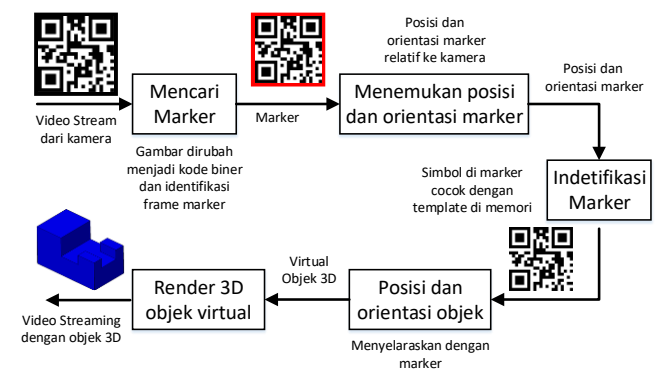 Video Stream
dari kamera
Mencari
Marker
Gambar dirubah
menjadi kode biner
dan identifikasi
frame marker
Marker
Posisi dan
orientasi marker
relatif ke kamera
Menemukan posisi
dan orientasi marker
Posisi dan
orientasi marker
Indetifikasi
Marker
Simbol di marker
cocok dengan
template di memori
Posisi dan
orientasi objek
Menyelaraskan dengan
marker
Virtual
Objek 3D
Render 3D
objek virtual
Video Streaming
dengan objek 3D